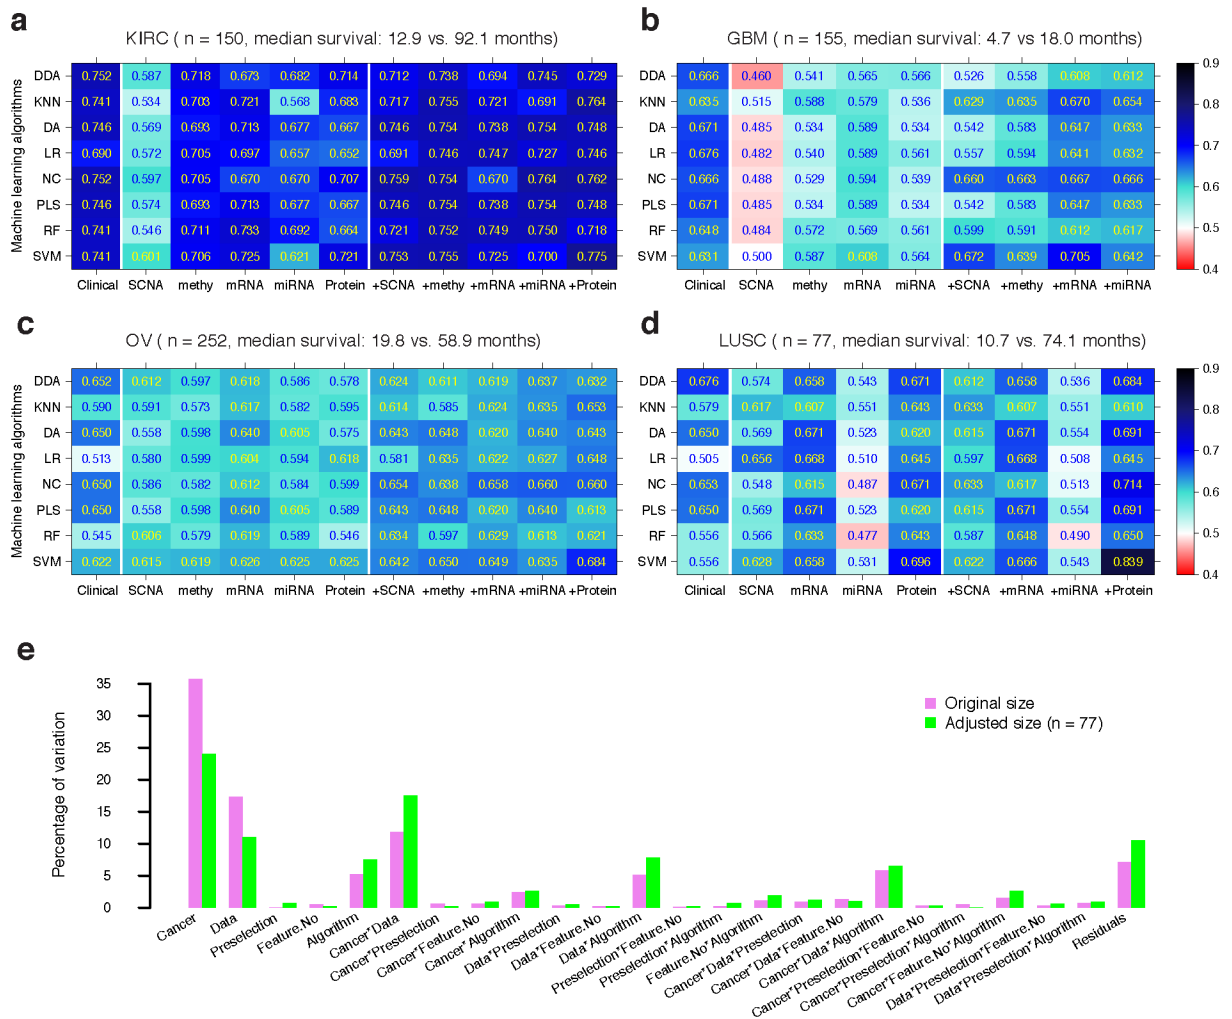 a
KIRC ( n = 150, median survival: 12.9 vs. 92.1 months)
Machine learning algorithms
DDA 0.752 0.587 0.718 0.673 0.682 0.714 0.712 0.738 0.694 0.745 0.729
KNN 0.741 0.534 0.703 0.721 0.568 0.683 0.717 0.755 0.721 0.691 0.764
DA 0.746 0.569 0.693 0.713 0.677 0.667 0.746 0.754 0.738 0.754 0.748
LR 0.690 0.572 0.705 0.697 0.657 0.652 0.691 0.746 0.747 0.727 0.746
NC 0.752 0.597 0.705 0.670 0.670 0.707 0.759 0.754 0.670 0.764 0.762
PLS 0.746 0.574 0.693 0.713 0.677 0.667 0.746 0.754 0.738 0.754 0.748
RF 0.741 0.546 0.711 0.733 0.692 0.664 0.721 0.752 0.749 0.750 0.718
SVM 0.741 0.601 0.706 0.725 0.621 0.721 0.753 0.755 0.725 0.700 0.775
Clinical SCNA methy mRNA miRNA Protein +SCNA +methy +mRNA +miRNA +Protein
b
GBM ( n = 155, median survival: 4.7 vs 18.0 months)
DDA 0.666 0.460 0.541 0.565 0.566 0.526 0.558 0.608 0.612
KNN 0.635 0.515 0.588 0.579 0.536 0.629 0.635 0.670 0.654
DA 0.671 0.485 0.534 0.589 0.534 0.542 0.583 0.647 0.633
LR 0.676 0.482 0.540 0.589 0.561 0.557 0.594 0.641 0.632
NC 0.666 0.488 0.529 0.594 0.539 0.660 0.663 0.667 0.666
PLS 0.671 0.485 0.534 0.589 0.534 0.542 0.583 0.647 0.633
RF 0.648 0.484 0.572 0.569 0.561 0.599 0.591 0.612 0.617
SVM 0.631 0.500 0.587 0.608 0.564 0.672 0.639 0.705 0.642
Clinical SCNA methy mRNA miRNA +SCNA +methy +mRNA +miRNA
0.9
0.8
0.7
0.6
0.5
0.4
c
OV ( n = 252, median survival: 19.8 vs. 58.9 months)
Machine learning algorithms
DDA 0.652 0.612 0.597 0.618 0.586 0.578 0.624 0.611 0.619 0.637 0.632
KNN 0.590 0.591 0.573 0.617 0.582 0.595 0.614 0.585 0.624 0.635 0.653
DA 0.650 0.558 0.598 0.640 0.605 0.575 0.643 0.648 0.620 0.640 0.643
LR 0.513 0.580 0.599 0.604 0.594 0.618 0.581 0.635 0.622 0.627 0.648
NC 0.650 0.586 0.582 0.612 0.584 0.599 0.654 0.638 0.658 0.660 0.660
PLS 0.650 0.558 0.598 0.640 0.605 0.589 0.643 0.648 0.620 0.640 0.613
RF 0.545 0.606 0.579 0.619 0.589 0.546 0.634 0.597 0.629 0.613 0.621
SVM 0.622 0.615 0.619 0.626 0.625 0.625 0.642 0.650 0.649 0.635 0.684
Clinical SCNA methy mRNA miRNA Protein +SCNA +methy +mRNA +miRNA +Protein
d
LUSC ( n = 77, median survival: 10.7 vs. 74.1 months)
DDA 0.676 0.574 0.658 0.543 0.671 0.612 0.658 0.536 0.684
KNN 0.579 0.617 0.607 0.551 0.643 0.633 0.607 0.551 0.610
DA 0.650 0.569 0.671 0.523 0.620 0.615 0.671 0.554 0.691
LR 0.505 0.656 0.668 0.510 0.645 0.597 0.668 0.508 0.645
NC 0.653 0.548 0.615 0.487 0.671 0.633 0.617 0.513 0.714
PLS 0.650 0.569 0.671 0.523 0.620 0.615 0.671 0.554 0.691
RF 0.556 0.566 0.633 0.477 0.643 0.587 0.648 0.490 0.650
SVM 0.556 0.628 0.658 0.531 0.696 0.622 0.666 0.543 0.839
Clinical SCNA mRNA miRNA Protein +SCNA +mRNA +miRNA +Protein
0.9
0.8
0.7
0.6
0.5
0.4
e
Percentage of variation
35
30
25
20
15
10
5
0
Original size
Adjusted size (n = 77)
Cancer
Data
Preselection
Feature.No
Algorithm
Cancer*Data
Cancer*Preselection
Cancer*Feature.No
Cancer*Algorithm
Data*Preselection
Data*Feature.No
Data*Algorithm
Preselection*Feature.No
Preselection*Algorithm
Feature.No*Algorithm
Cancer*Data*Preselection
Cancer*Data*Feature.No
Cancer*Data*Algorithm
Cancer*Preselection*Feature.No
Cancer*Preselection*Algorithm
Cancer*Feature.No*Algorithm
Data*Preselection*Feature.No
Data*Preselection*Algorithm
Residuals